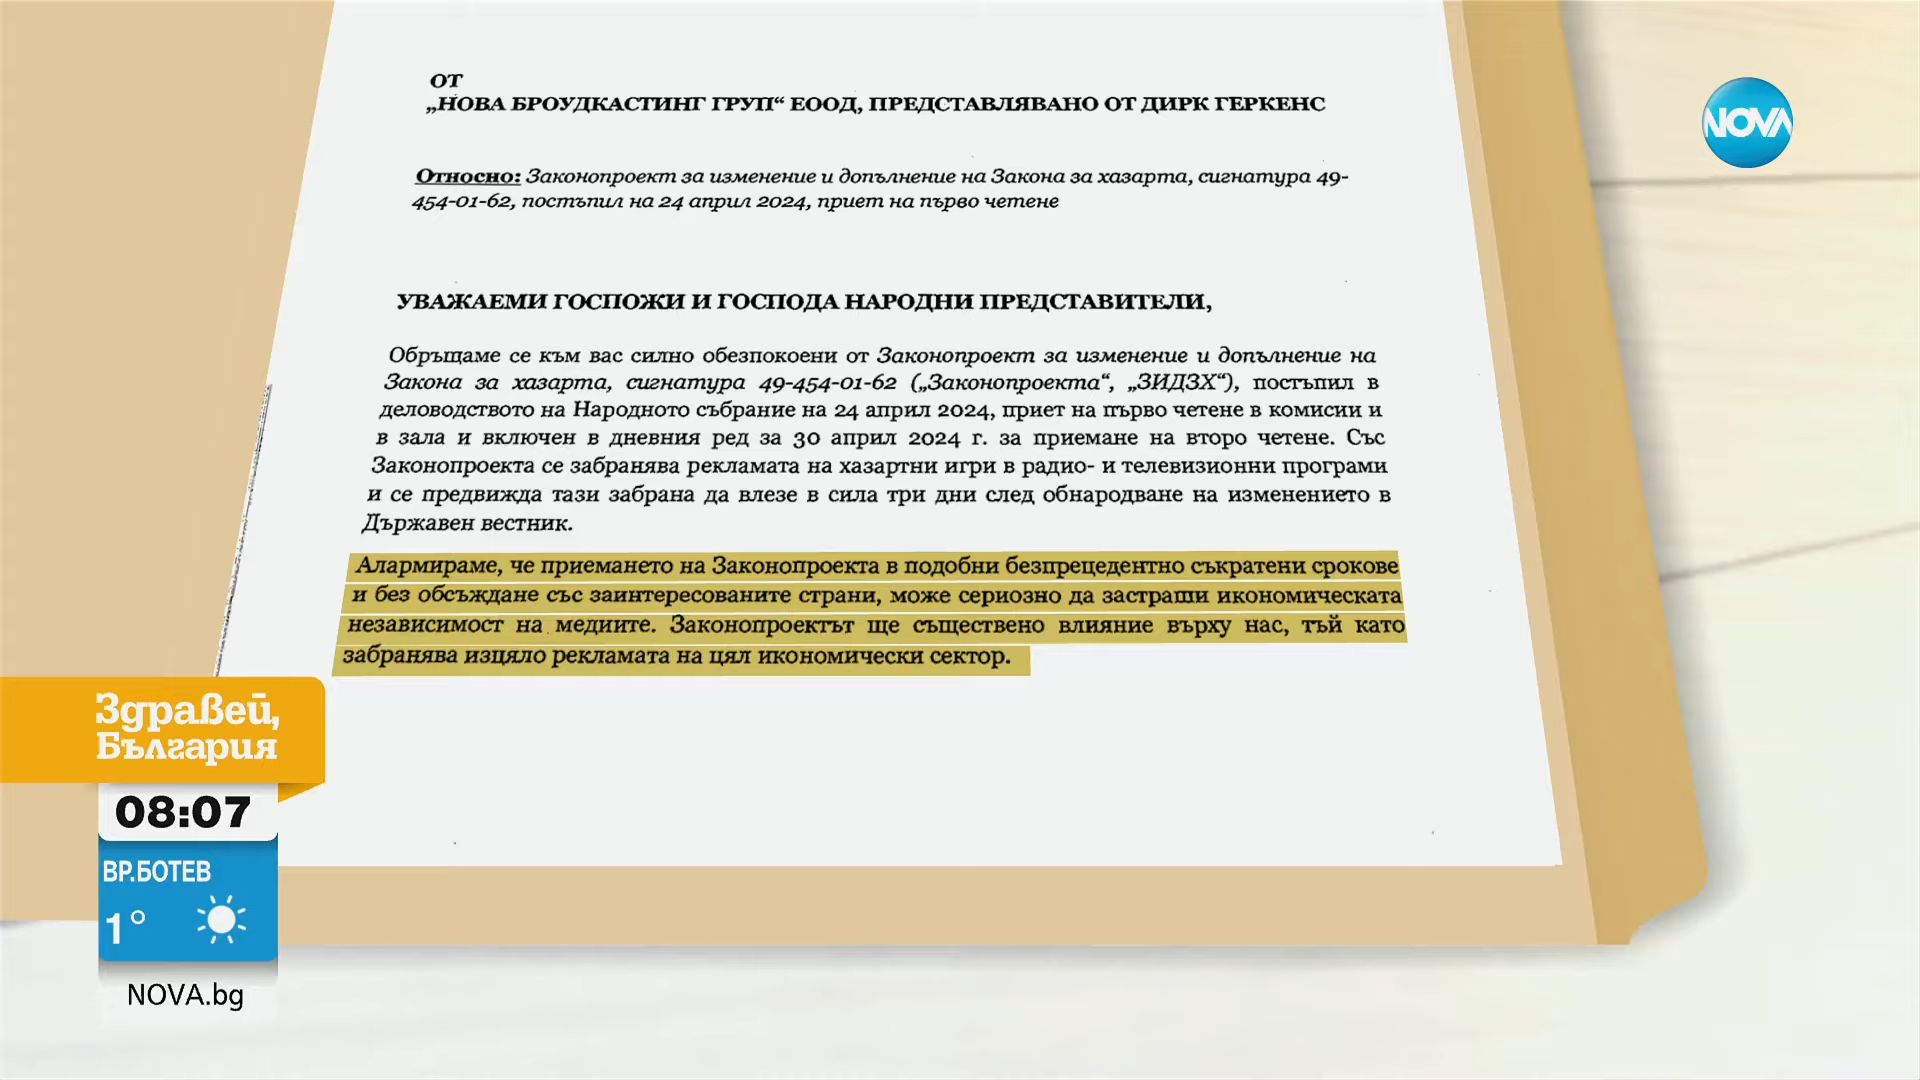 ОТ
„НОВА БРОУДКАСТИНГ ГРУП“ ЕООД, ПРЕДСТАВЛЯВАНО ОТ ДИРК ГЕРКЕНС
Относно: Законопроект за изменение и допълнение на Закона за хазарта, сигнатура 49-
454-01-62, постъпил на 24 април 2024, приет на първо четене
УВАЖАЕМИ ГОСПОЖИ И ГОСПОДА НАРОДНИ ПРЕДСТАВИТЕЛИ,
Обръщаме се към вас силно обезпокоени от Законопроект за изменение и допълнение на
Закона за хазарта, сигнатура 49-454-01-62 („Законопроекта“, „ЗИДЗХ“), постъпил в
деловодството на Народното събрание на 24 април 2024, приет на първо четене в комисии и
в зала и включен в дневния ред за 30 април 2024 г. за приемане на второ четене. Със
Законопроекта се забранява рекламата на хазартни игри в радио- и телевизионни програми
и се предвижда тази забрана да влезе в сила три дни след обнародване на изменението в
Държавен вестник.
Алармираме, че приемането на Законопроекта в подобни безпрецедентно съкратени срокове
и без обсъждане със заинтересованите страни, може сериозно да застраши икономическата
независимост на медиите. Законопроектът ще съществено влияние върху нас, тъй като
забранява изцяло рекламата на цял икономически сектор.
NOVA
Здравей,
България
08:07
ВР.БОТЕВ
1°
NOVA.bg